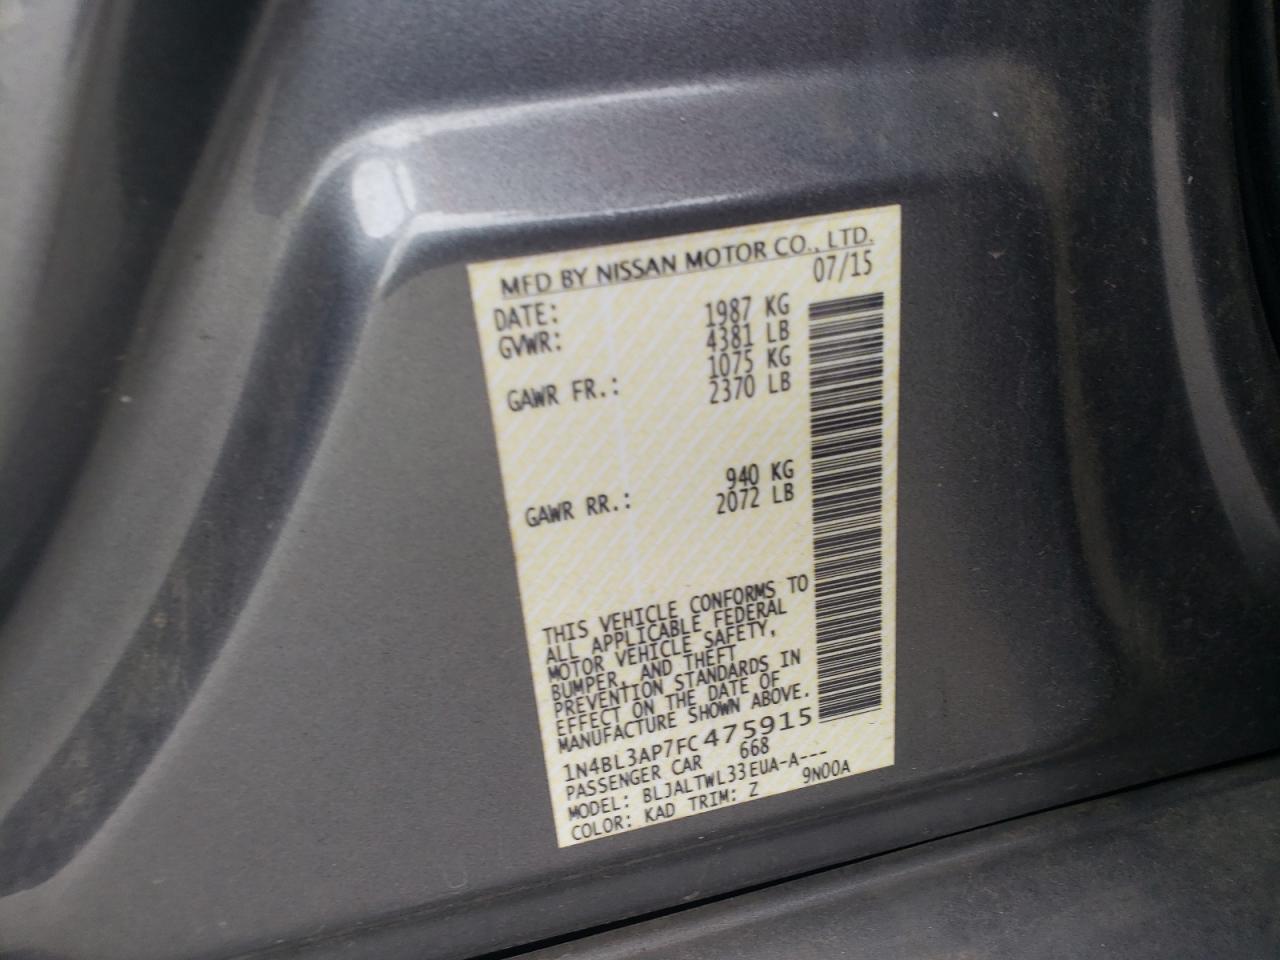 MFD BY NISSAN MOTOR CO., LTD.
DATE: 07/15
GVWR: 1987 KG
4381 LB
GAWR FR.: 1075 KG
2370 LB
GAWR RR.: 940 KG
2072 LB
THIS VEHICLE CONFORMS TO
ALL APPLICABLE FEDERAL
MOTOR VEHICLE SAFETY,
BUMPER, AND THEFT
PREVENTION STANDARDS IN
EFFECT ON THE DATE OF
MANUFACTURE SHOWN ABOVE.
1N4BL3AP7FC475915
PASSENGER CAR 668
MODEL: BLJALTWL33EUA-A---
COLOR: KAD TRIM: Z 9N00A